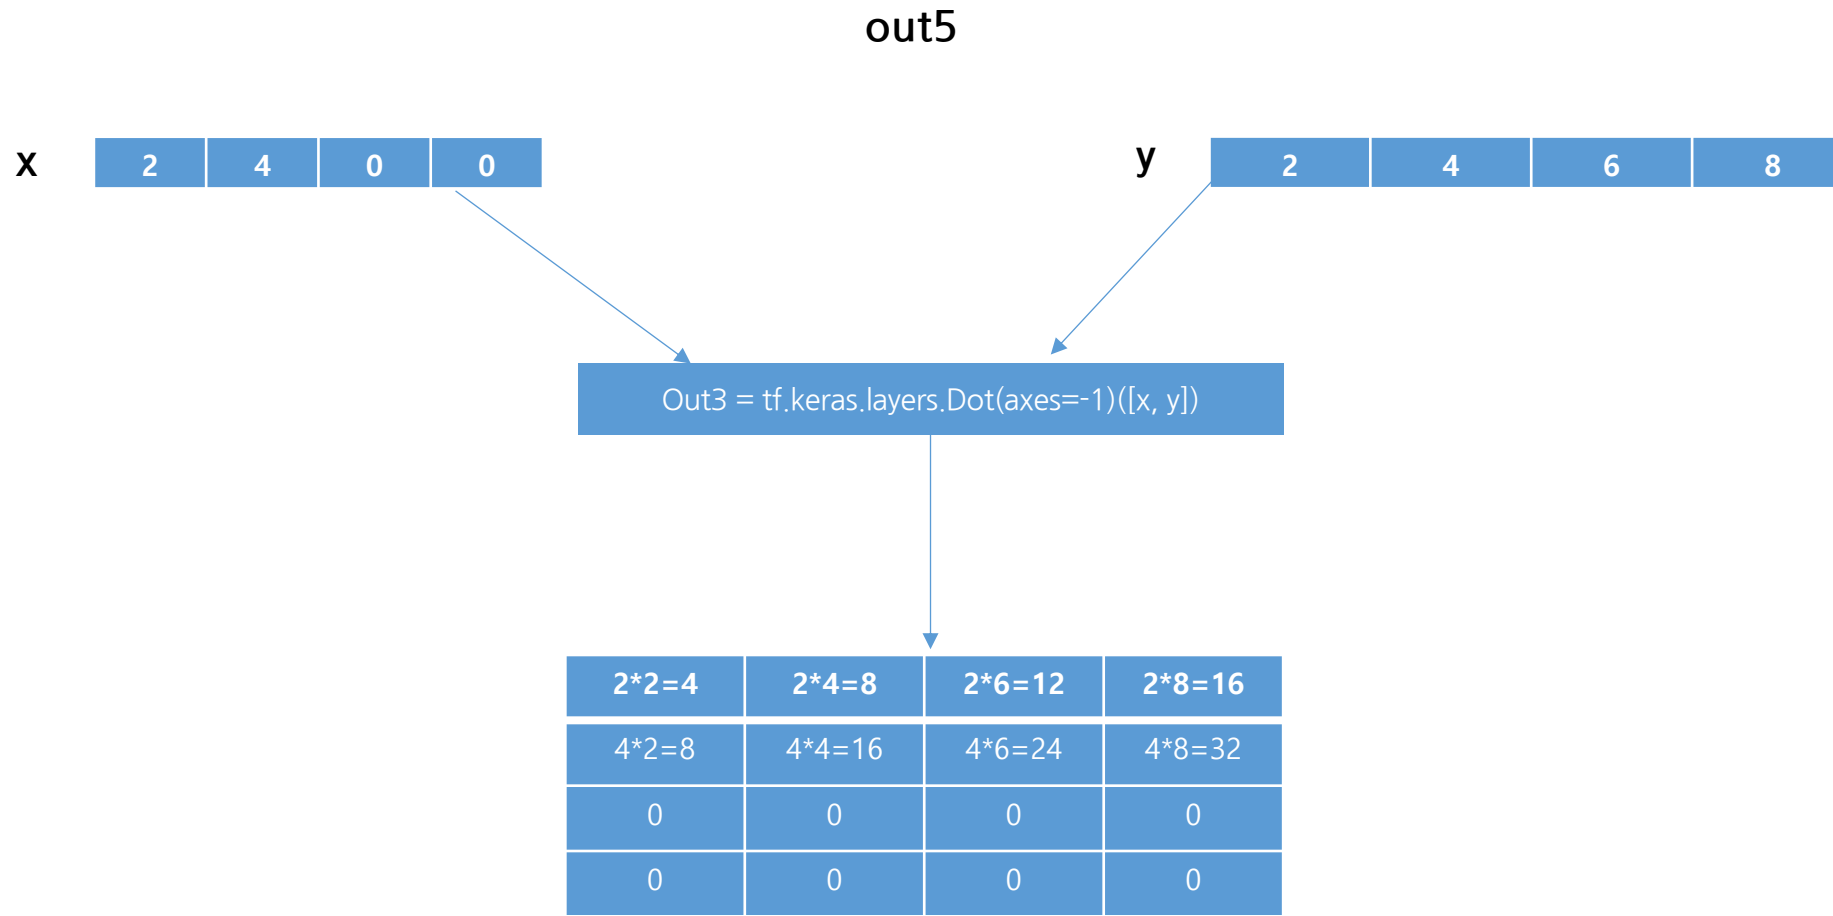 out5
x 2 4 0 0 y 2 4 6 8
Out3 = tf.keras.layers.Dot(axes=-1)([x, y])
2*2=4 2*4=8 2*6=12 2*8=16
4*2=8 4*4=16 4*6=24 4*8=32
0 0 0 0
0 0 0 0